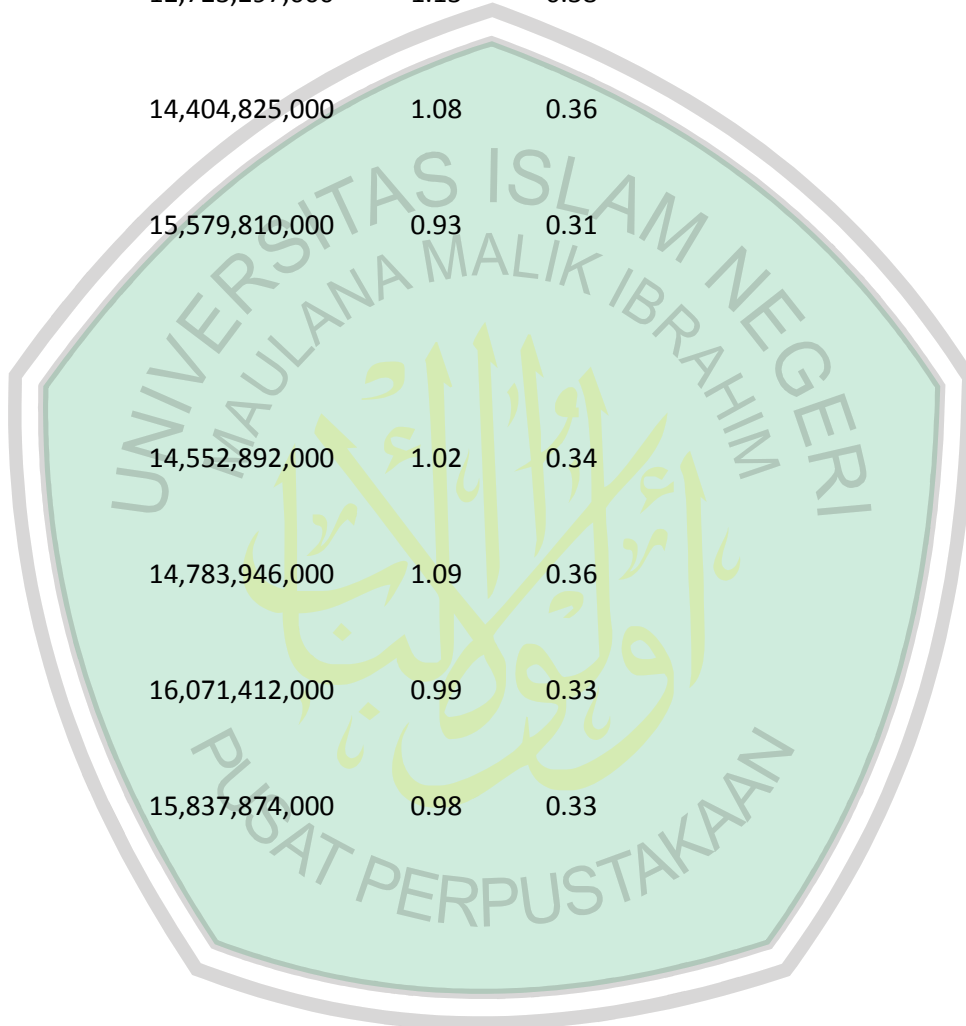 14,404,825,000 1.08 0.36
UNIVERSITAS ISLAM NEGERI
MAULANA MALIK IBRAHIM
15,579,810,000 0.93 0.31
14,552,892,000 1.02 0.34
14,783,946,000 1.09 0.36
16,071,412,000 0.99 0.33
15,837,874,000 0.98 0.33
PUSAT PERPUSTAKAAN